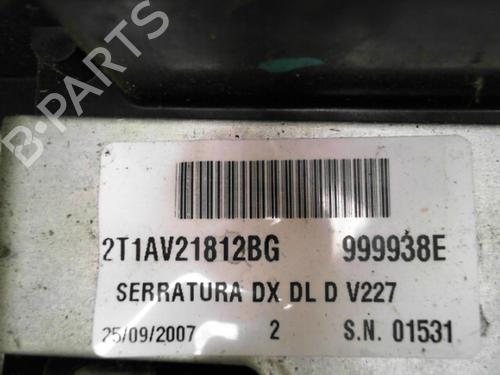 B-PARTS
2T1AV21812BG 999938E
SERRATURA DX DL D V227
25/09/2007 2 S.N. 01531